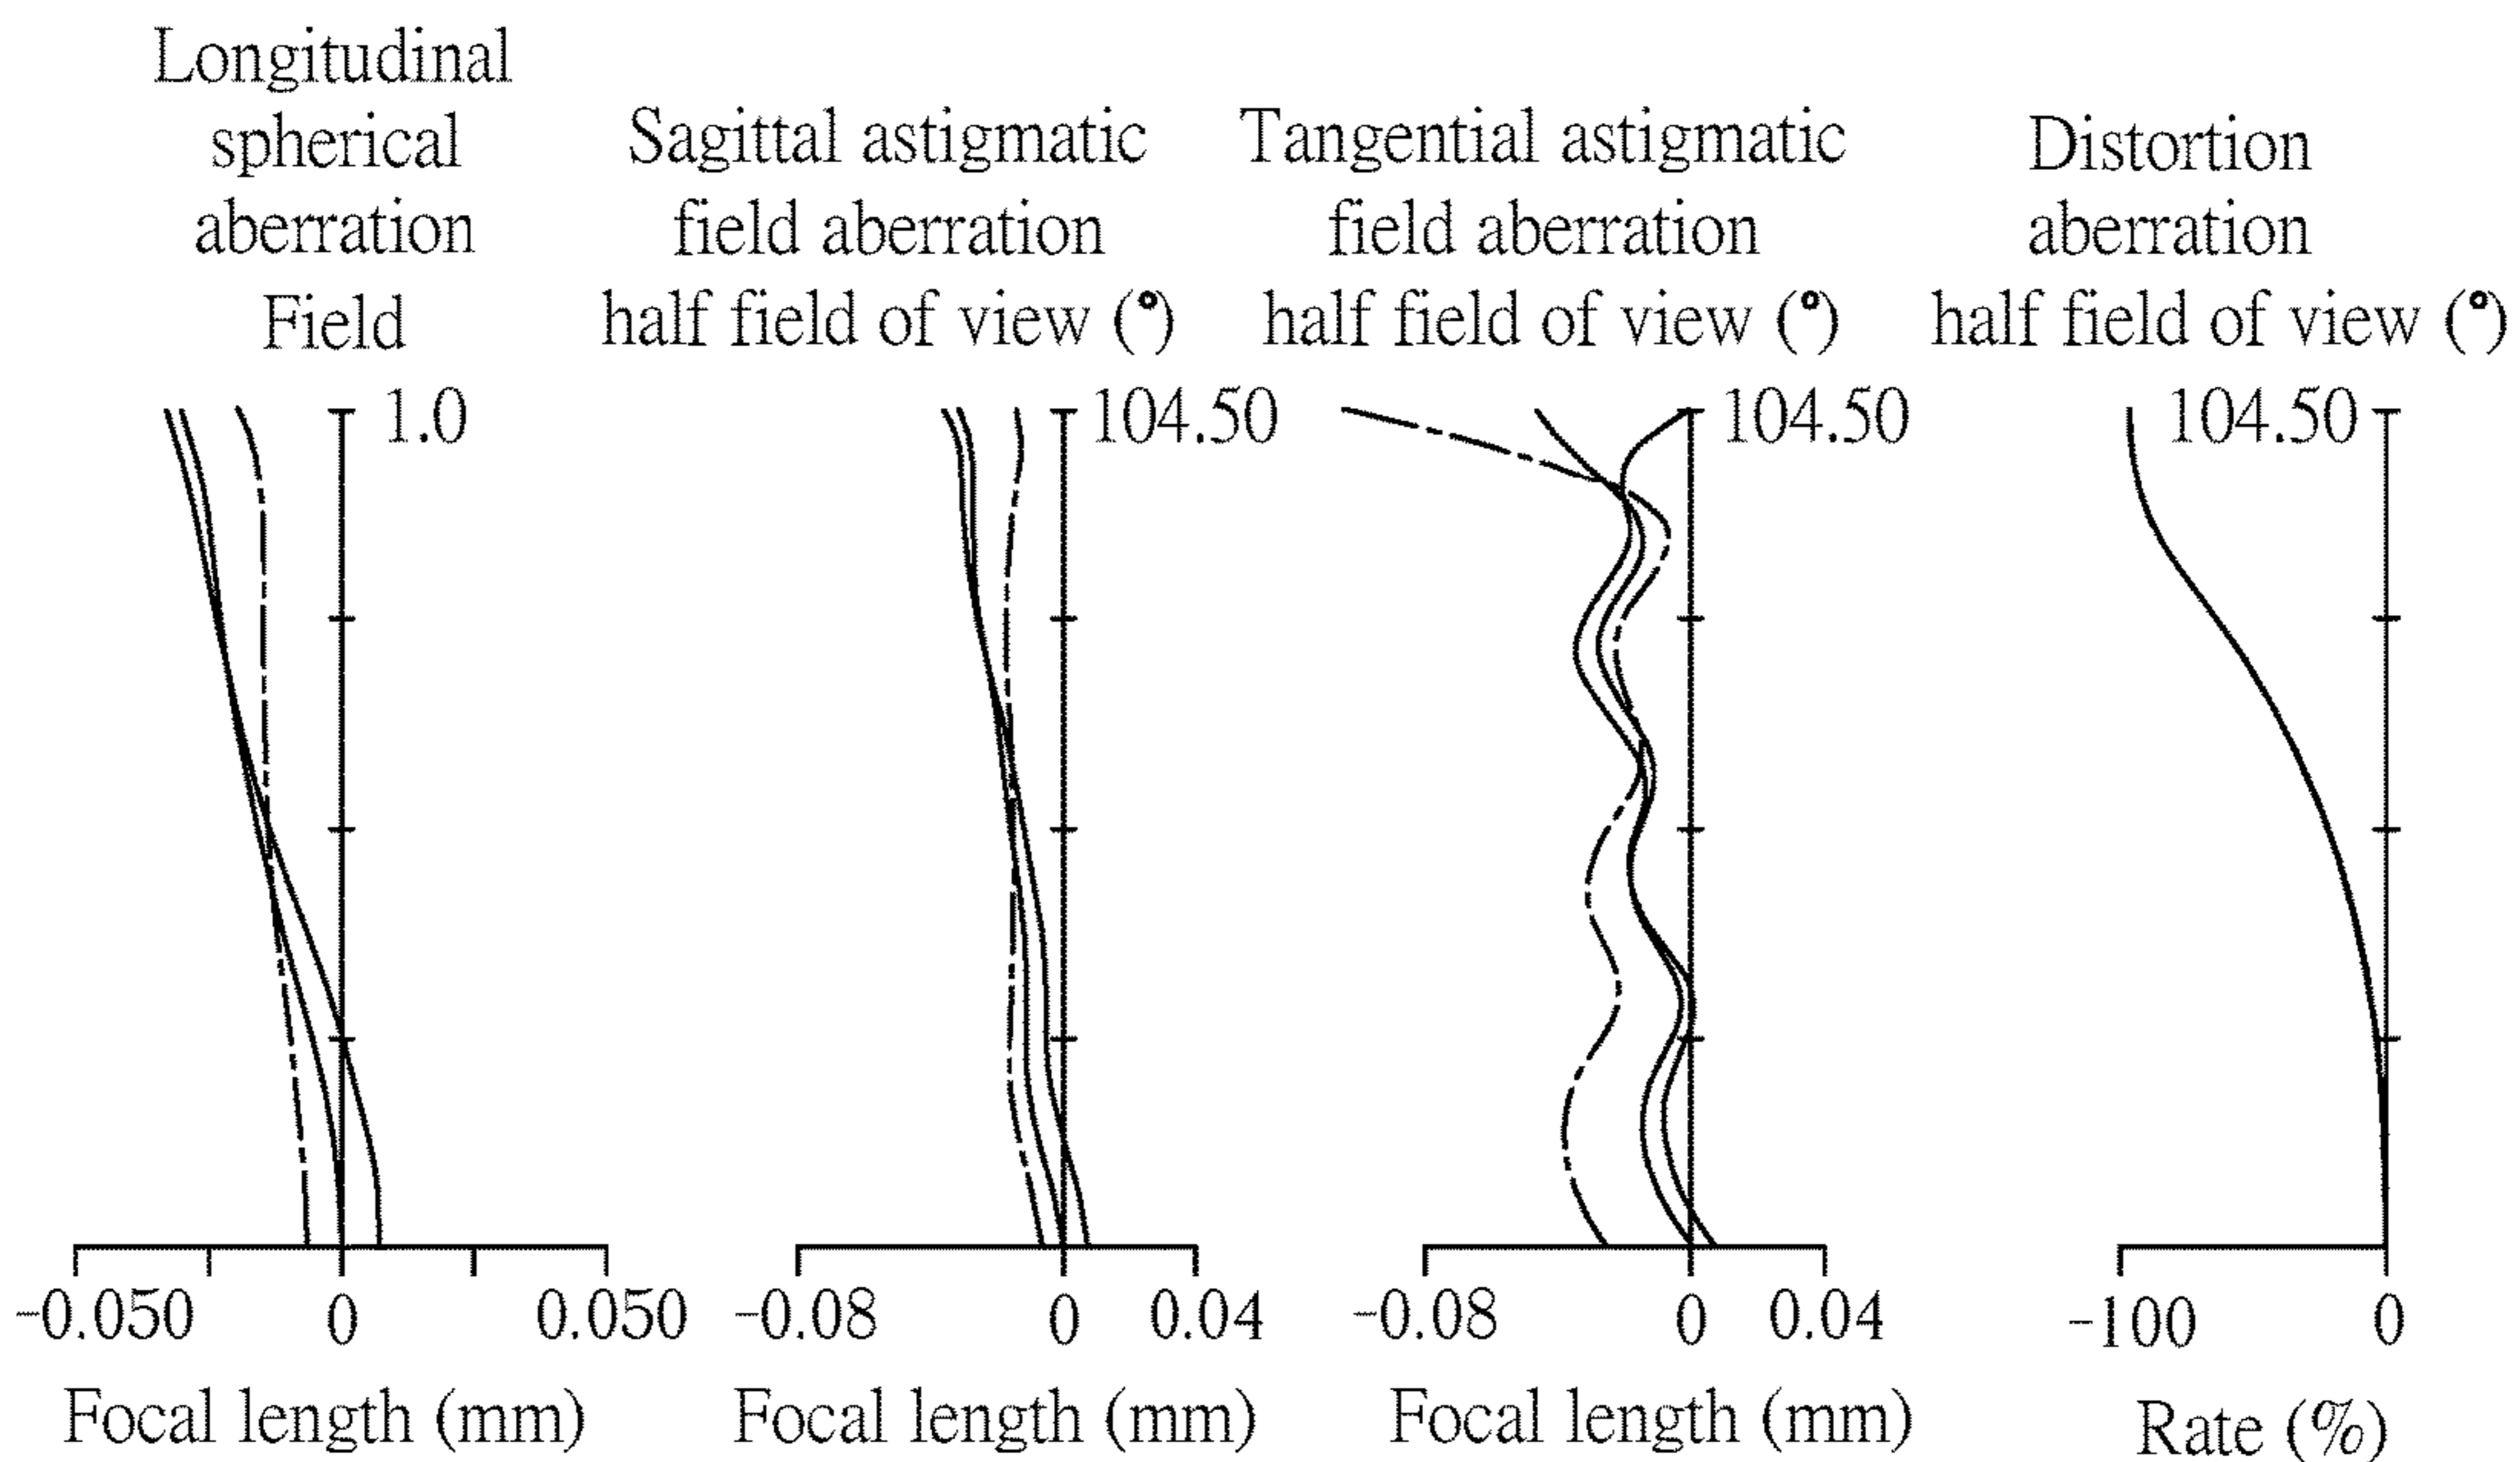 Longitudinal
spherical
aberration
Field
1.0
-0.050
0
0.050
Focal length (mm)
Sagittal astigmatic
field aberration
half field of view (°)
104.50
-0.08
0
0.04
Focal length (mm)
Tangential astigmatic
field aberration
half field of view (°)
104.50
-0.08
0
0.04
Focal length (mm)
Distortion
aberration
half field of view (°)
104.50
-100
0
Rate (%)